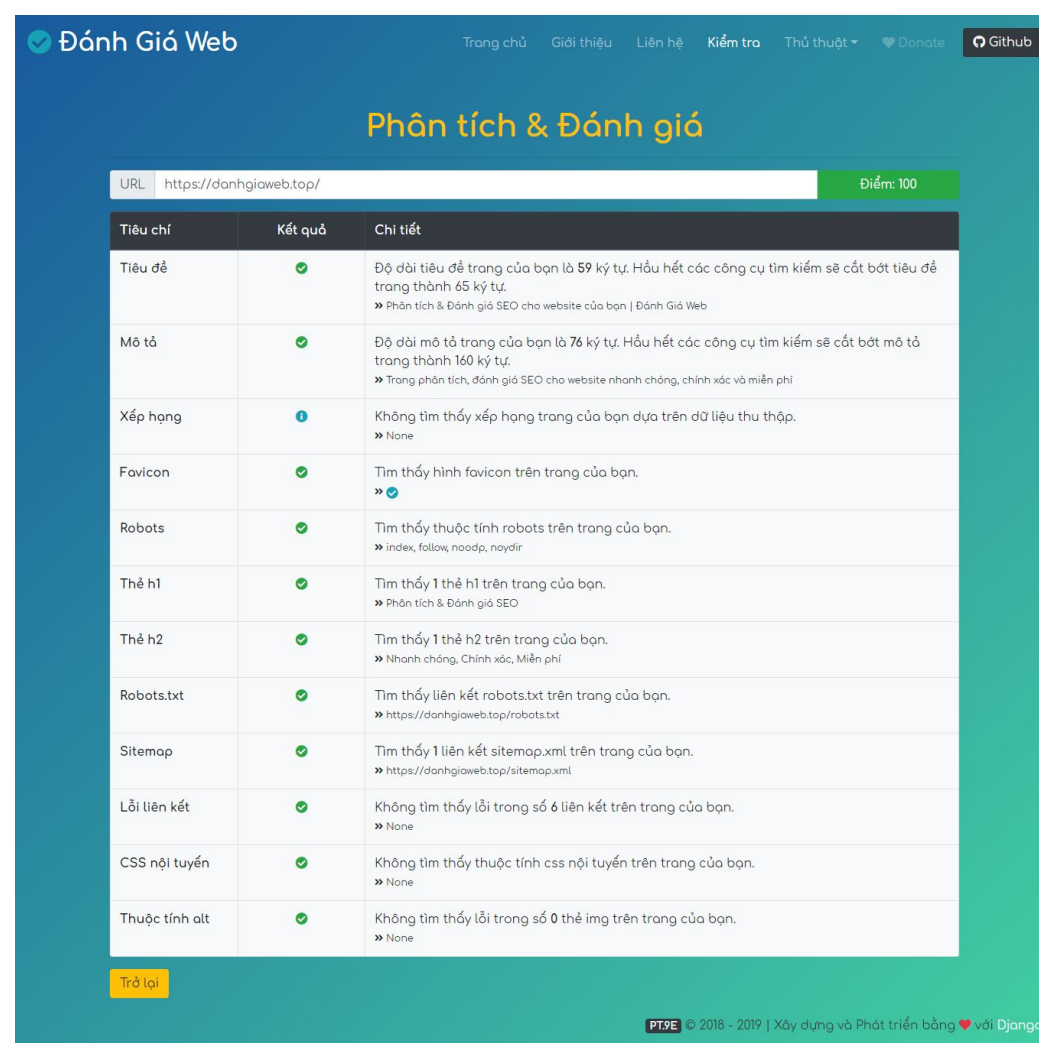 Đánh Giá Web
Trang chủ Giới thiệu Liên hệ Kiểm tra Thủ thuật Donate Github
Phân tích & Đánh giá
URL https://danhgiaweb.top/ Điểm: 100
Tiêu chí Kết quả Chi tiết
Tiêu đề Độ dài tiêu đề trang của bạn là 59 ký tự. Hầu hết các công cụ tìm kiếm sẽ cắt bớt tiêu đề
trang thành 65 ký tự.
» Phân tích & Đánh giá SEO cho website của bạn | Đánh Giá Web
Mô tả Độ dài mô tả trang của bạn là 76 ký tự. Hầu hết các công cụ tìm kiếm sẽ cắt bớt mô tả
trang thành 160 ký tự.
» Trang phân tích, đánh giá SEO cho website nhanh chóng, chính xác và miễn phí
Xếp hạng Không tìm thấy xếp hạng trang của bạn dựa trên dữ liệu thu thập.
» None
Favicon Tìm thấy hình favicon trên trang của bạn.
»
Robots Tìm thấy thuộc tính robots trên trang của bạn.
» index, follow, noodp, noydir
Thẻ h1 Tìm thấy 1 thẻ h1 trên trang của bạn.
» Phân tích & Đánh giá SEO
Thẻ h2 Tìm thấy 1 thẻ h2 trên trang của bạn.
» Nhanh chóng, Chính xác, Miễn phí
Robots.txt Tìm thấy liên kết robots.txt trên trang của bạn.
» https://danhgiaweb.top/robots.txt
Sitemap Tìm thấy 1 liên kết sitemap.xml trên trang của bạn.
» https://danhgiaweb.top/sitemap.xml
Lỗi liên kết Không tìm thấy lỗi trong số 6 liên kết trên trang của bạn.
» None
CSS nội tuyến Không tìm thấy thuộc tính css nội tuyến trên trang của bạn.
» None
Thuộc tính alt Không tìm thấy lỗi trong số 0 thẻ img trên trang của bạn.
» None
Trở lại
PT.9E © 2018 - 2019 | Xây dựng và Phát triển bằng ❤ với Django